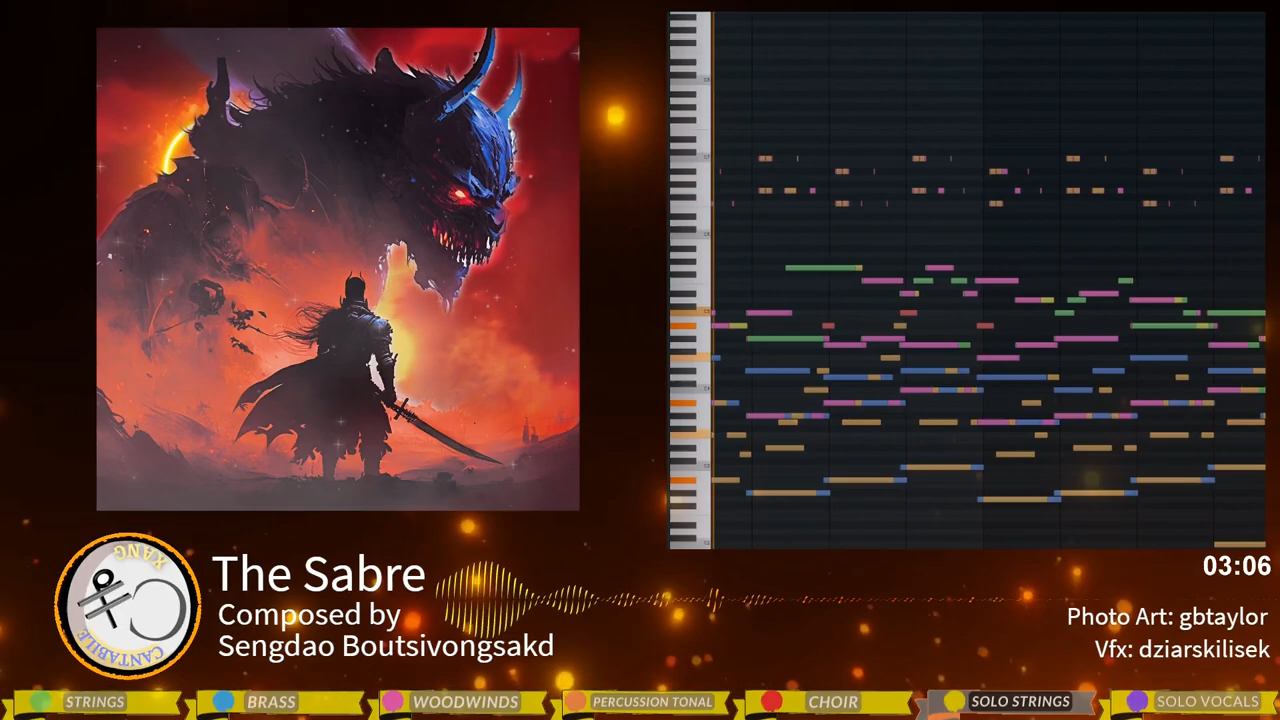 XANG
CANTABILE
The Sabre
Composed by
Sengdao Boutsivongsakd
03:06
Photo Art: gbtaylor
Vfx: dziarskilisek
STRINGS
BRASS
WOODWINDS
PERCUSSION TONAL
CHOIR
SOLO STRINGS
SOLO VOCALS